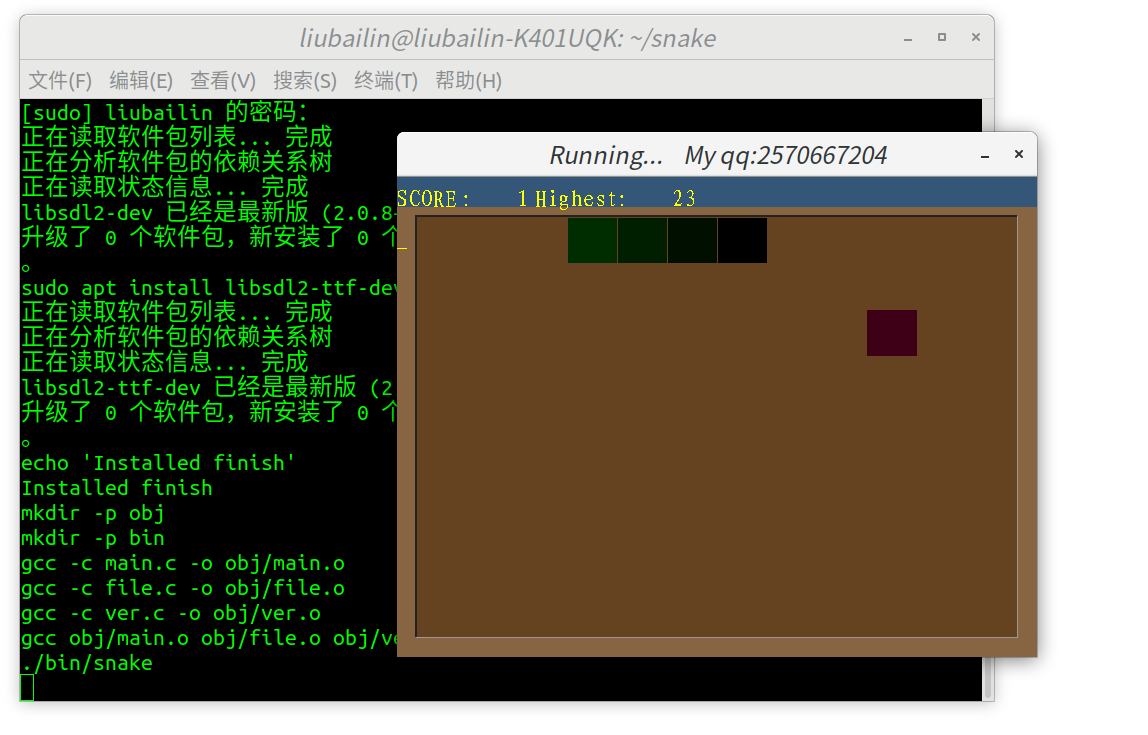 liubailin@liubailin-K401UQK: ~/snake
文件(F) 编辑(E) 查看(V) 搜索(S) 终端(T) 帮助(H)
[sudo] liubailin 的密码：
正在读取软件包列表... 完成
正在分析软件包的依赖关系树
正在读取状态信息... 完成
libsdl2-dev 已经是最新版 (2.0.8
升级了 0 个软件包，新安装了 0 个
。
sudo apt install libsdl2-ttf-dev
正在读取软件包列表... 完成
正在分析软件包的依赖关系树
正在读取状态信息... 完成
libsdl2-ttf-dev 已经是最新版 (2
升级了 0 个软件包，新安装了 0 个
。
echo 'Installed finish'
Installed finish
mkdir -p obj
mkdir -p bin
gcc -c main.c -o obj/main.o
gcc -c file.c -o obj/file.o
gcc -c ver.c -o obj/ver.o
gcc obj/main.o obj/file.o obj/ve
./bin/snake
Running... My qq:2570667204
SCORE: 1 Highest: 23